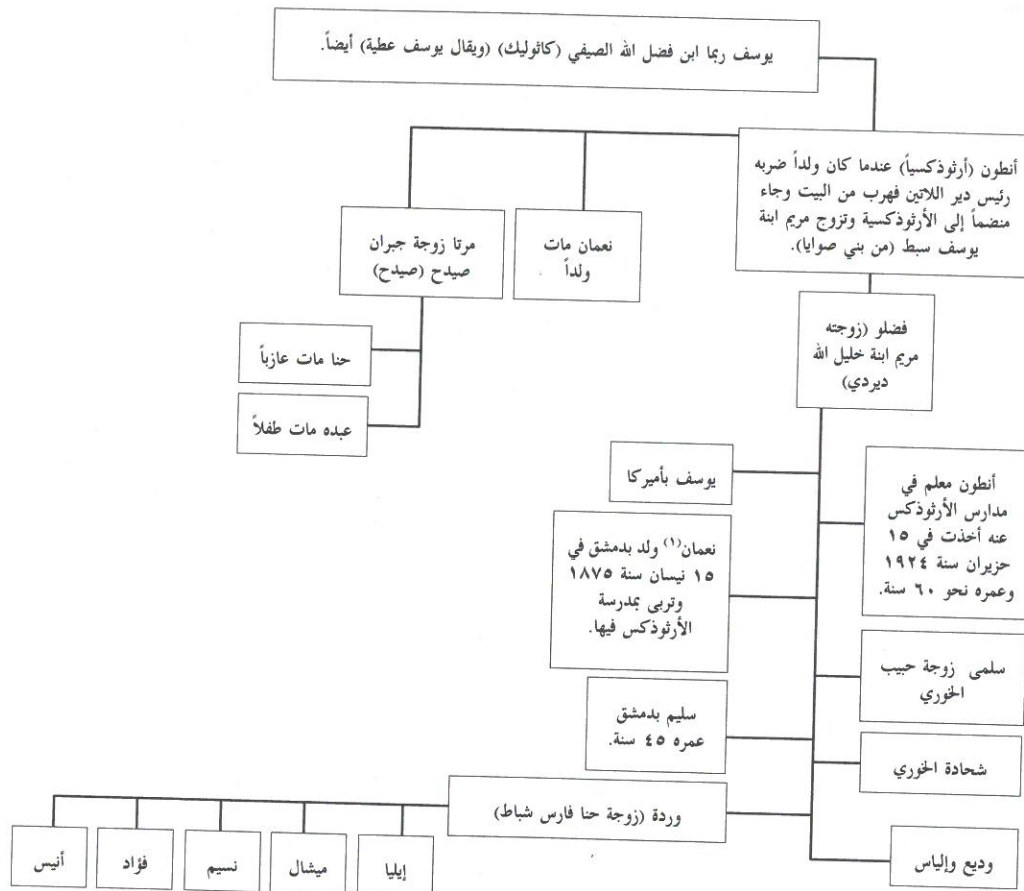 يوسف ربما ابن فضل الله الصيفي (كاثوليك) (ويقال يوسف عطية) أيضاً.
أنطون (أرثوذكسياً) عندما كان ولداً ضربه
رئيس دير اللاتين فهرب من البيت وجاء
منضماً إلى الأرثوذكسية وتزوج مريم ابنة
يوسف سبط (من بني صوايا).
نعمان مات
ولداً
مرتا زوجة جبران
صيدح (صيدح)
حنا مات عازباً
عبده مات طفلاً
فضلو (زوجته
مريم ابنة خليل الله
ديردي)
أنطون معلم في
مدارس الأرثوذكس
عنه أخذت في ١٥
حزيران سنة ١٩٢٤
وعمره نحو ٦٠ سنة.
يوسف بأميركا
نعمان(١) ولد بدمشق في
١٥ نيسان سنة ١٨٧٥
وتربى بمدرسة
الأرثوذكس فيها.
سلمى زوجة حبيب
الخوري
سليم بدمشق
عمره ٤٥ سنة.
شحادة الخوري
وردة (زوجة حنا فارس شباط)
وديع وإلياس
إيليا
ميشال
نسيم
فؤاد
أنيس